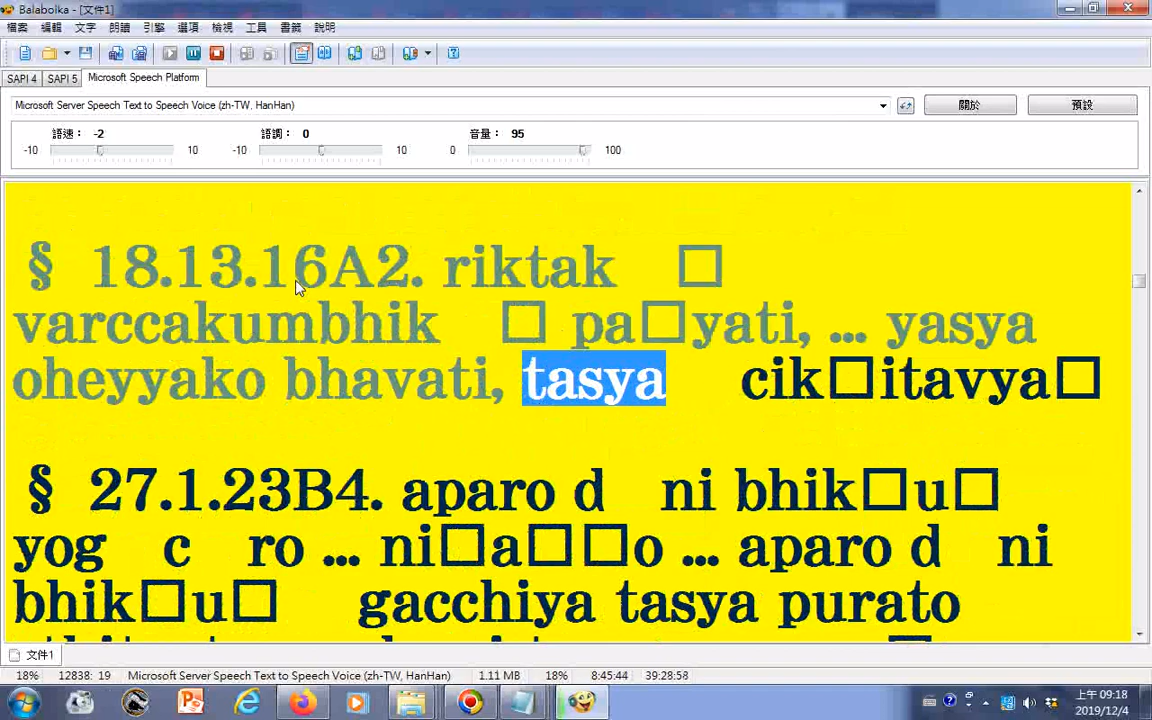 Balabolka - [文件1]
檔案 編輯 文字 朗讀 引擎 選項 檢視 工具 書籤 說明
SAPI 4 SAPI 5 Microsoft Speech Platform
Microsoft Server Speech Text to Speech Voice (zh-TW, HanHan) 關於 預設
語速： -2 語調： 0 音量： 95
-10 10 -10 10 0 100
§ 18.13.16A2. riktak □
varccakumbhik □ pa□yati, ... yasya
oheyyako bhavati, tasya cik□itavya□
§ 27.1.23B4. aparo d ni bhik□u□
yog c ro ... ni□a□□o ... aparo d ni
bhik□u□ gacchiya tasya purato
文件1
18% 12838: 19 Microsoft Server Speech Text to Speech Voice (zh-TW, HanHan) 1.11 MB 18% 8:45:44 39:28:58
上午 09:18
2019/12/4